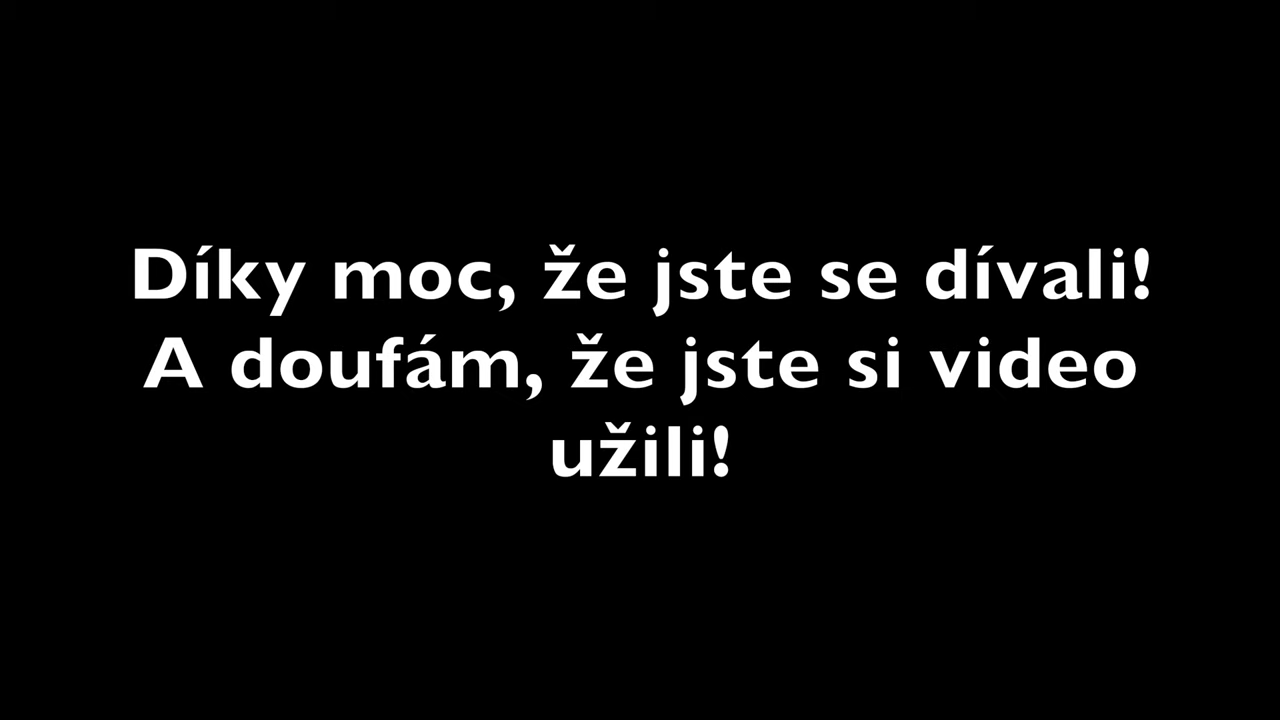 Díky moc, že jste se dívali!
A doufám, že jste si video
užili!